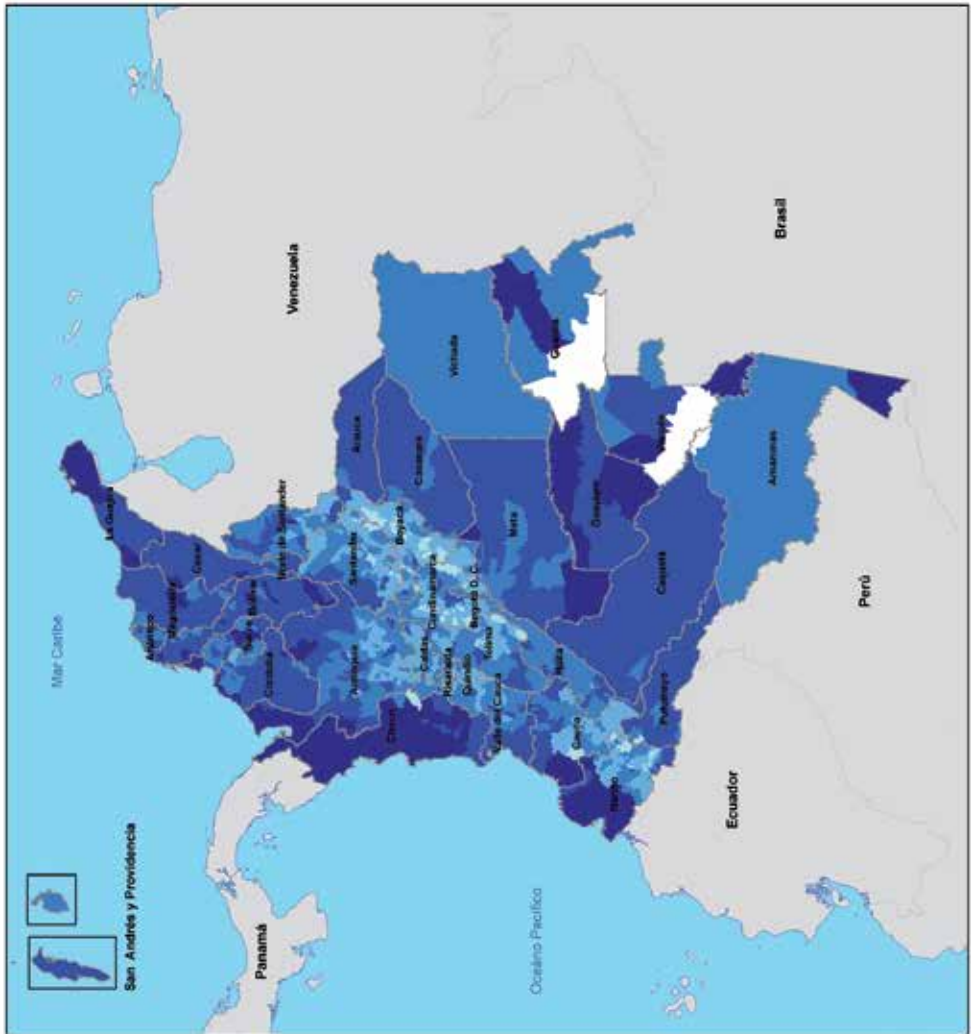 San Andrés y Providencia
Mar Caribe
Panamá
Venezuela
La Guajira
Atlántico
Magdalena
Cesar
Sucre
Bolívar
Córdoba
Norte de Santander
Antioquia
Santander
Arauca
Chocó
Boyacá
Casanare
Caldas
Cundinamarca
Risaralda
Quindío
Bogotá D. C.
Tolima
Vichada
Valle del Cauca
Meta
Huila
Cauca
Guainía
Guaviare
Nariño
Caquetá
Putumayo
Vaupés
Amazonas
Oceáno Pacífico
Ecuador
Perú
Brasil